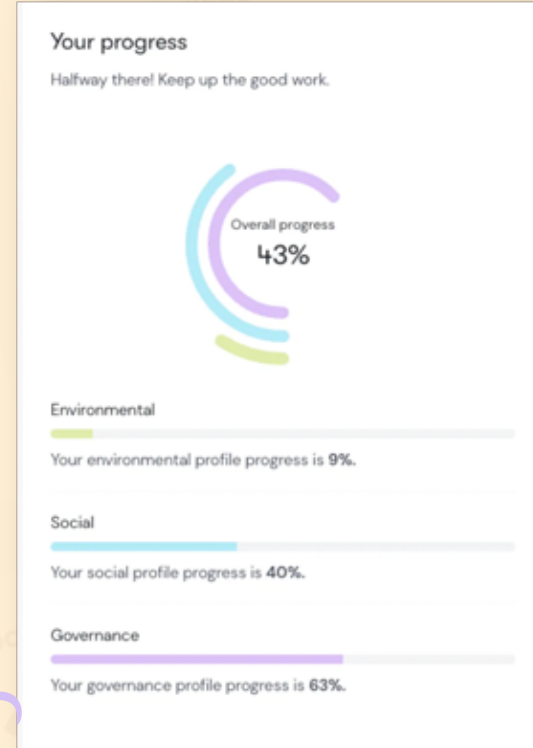 Your progress
Halfway there! Keep up the good work.
Overall progress
43%
Environmental
Your environmental profile progress is 9%.
Social
Your social profile progress is 40%.
Governance
Your governance profile progress is 63%.